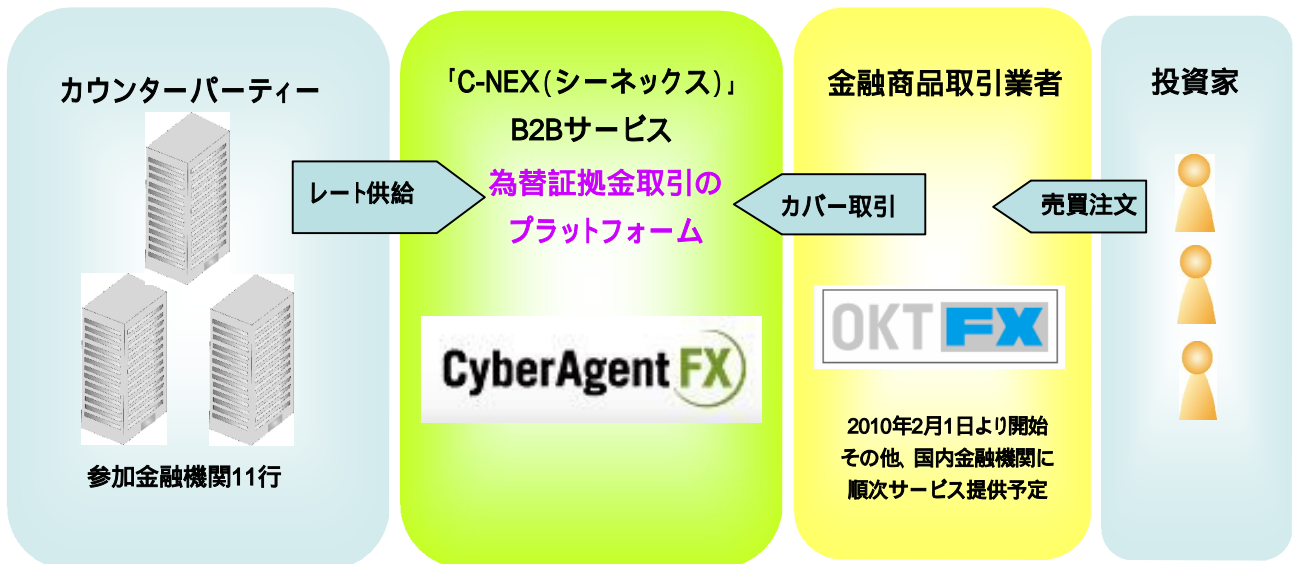 カウンターパーティー
レート供給
参加金融機関11行
「C-NEX(シーネックス)」
B2Bサービス
為替証拠金取引の
プラットフォーム
CyberAgent FX
金融商品取引業者
カバー取引
OKT FX
2010年2月1日より開始
その他、国内金融機関に
順次サービス提供予定
投資家
売買注文